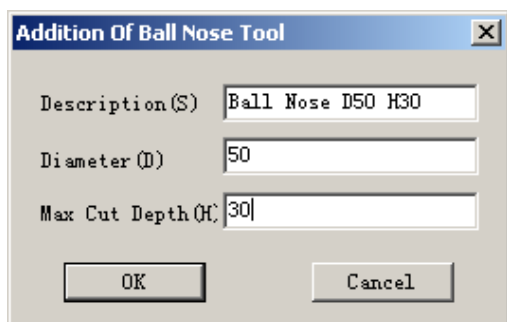 Addition Of Ball Nose Tool
Description(S) Ball Nose D50 H30
Diameter(D) 50
Max Cut Depth(H) 30
OK Cancel